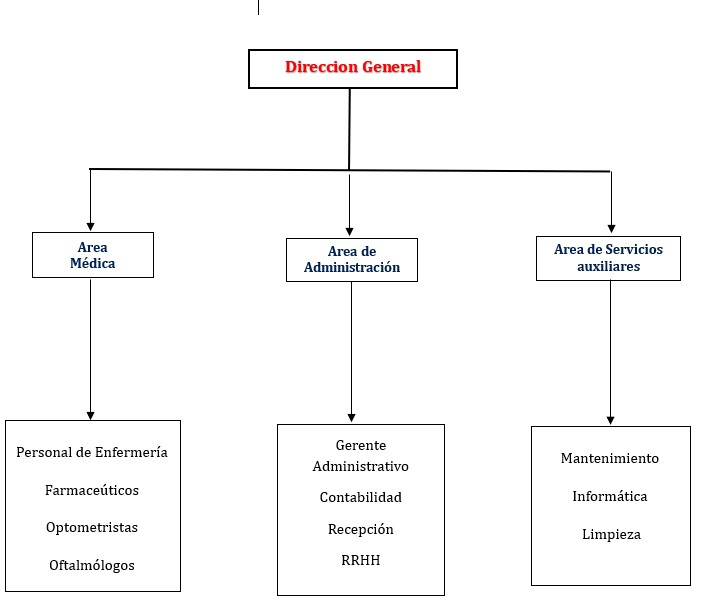 Direccion General
Area
Médica
Area de
Administración
Area de Servicios
auxiliares
Personal de Enfermería
Farmaceúticos
Optometristas
Oftalmólogos
Gerente
Administrativo
Contabilidad
Recepción
RRHH
Mantenimiento
Informática
Limpieza